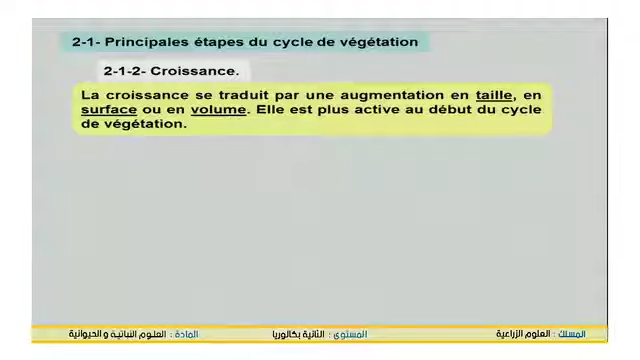 2-1- Principales étapes du cycle de végétation
2-1-2- Croissance.
La croissance se traduit par une augmentation en taille, en
surface ou en volume. Elle est plus active au début du cycle
de végétation.
المسلك : العلوم الزراعية المستوى : الثانية بكالوريا المادة : العلوم النباتية و الحيوانية